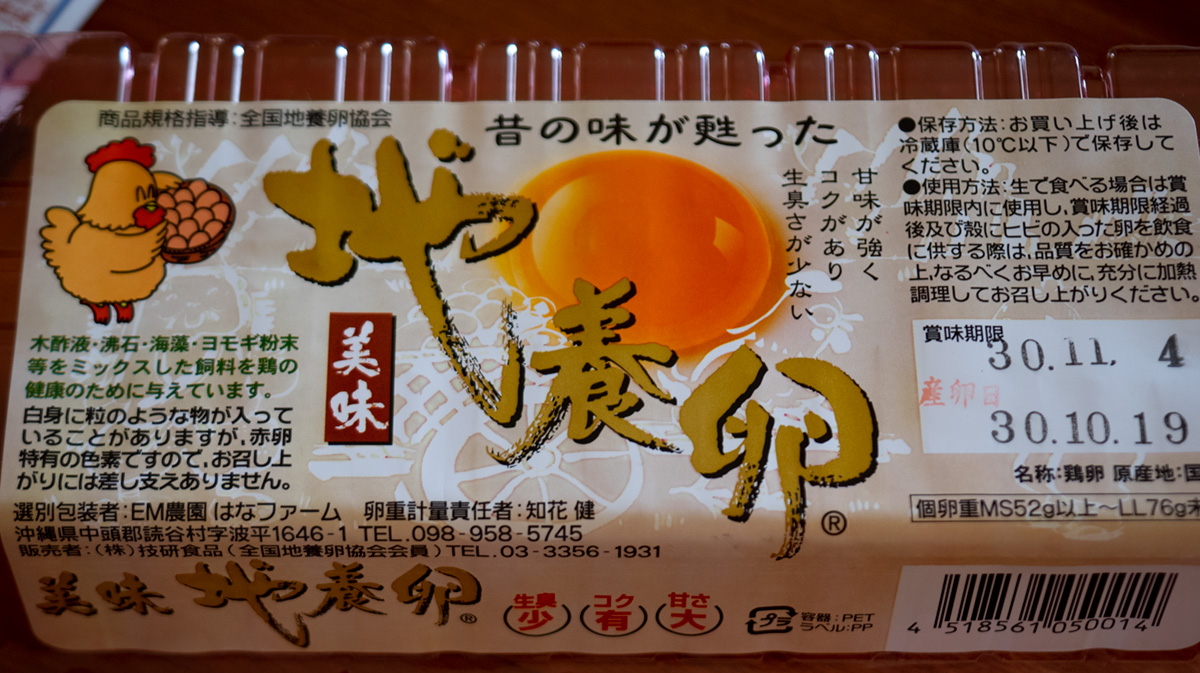 商品規格指導：全国地養卵協会
昔の味が甦った
地養卵
®
美味
甘味が強く
コクがあり
生臭さが少ない
木酢液・沸石・海藻・ヨモギ粉末
等をミックスした飼料を鶏の
健康のために与えています。
白身に粒のような物が入って
いることがありますが、赤卵
特有の色素ですので、お召し上
がりには差し支えありません。
選別包装者：EM農園 はなファーム 卵重計量責任者：知花 健
沖縄県中頭郡読谷村字波平1646-1 TEL.098-958-5745
販売者：(株)技研食品(全国地養卵協会会員)TEL.03-3356-1931
美味 地養卵®
生臭
少
コク
有
甘さ
大
プラ
容器：PET
ラベル：PP
●保存方法：お買い上げ後は
冷蔵庫(10℃以下)で保存して
ください。
●使用方法：生で食べる場合は賞
味期限内に使用し、賞味期限経過
後及び殻にヒビの入った卵を飲食
に供する際は、品質をお確かめの
上、なるべくお早めに、充分に加熱
調理してお召し上がりください。
賞味期限
30.11. 4
産卵日
30.10.19
名称：鶏卵 原産地：国
個卵重MS52g以上～LL76g未
4 518561 050014